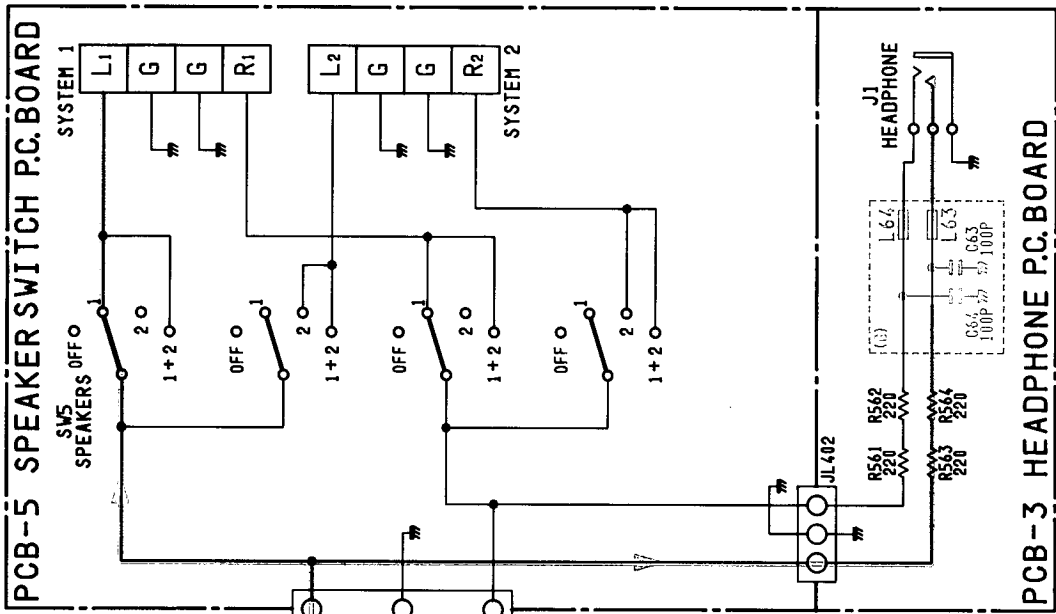 PCB-5 SPEAKER SWITCH P.C. BOARD
SYSTEM 1
L1
G
G
R1
L2
G
G
R2
SYSTEM 2
SW5
SPEAKERS
OFF
1
2
1+2
OFF
1
2
1+2
OFF
1
2
1+2
OFF
1
2
1+2
JL402
J1
HEADPHONE
L64
L63
C63
100P
C64
100P
(G)
R562
220
R564
220
R561
220
R563
220
PCB-3 HEADPHONE P.C. BOARD